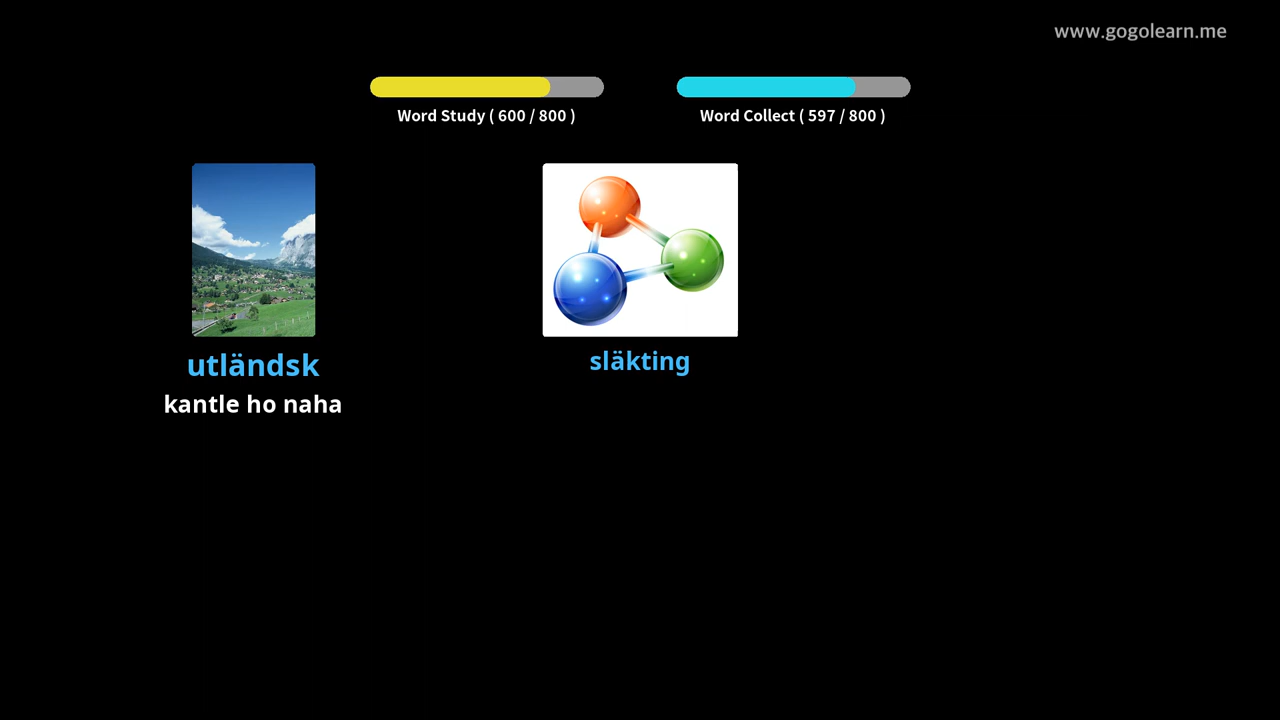 www.gogolearn.me
Word Study ( 600 / 800 )
Word Collect ( 597 / 800 )
utländsk
kantle ho naha
släkting